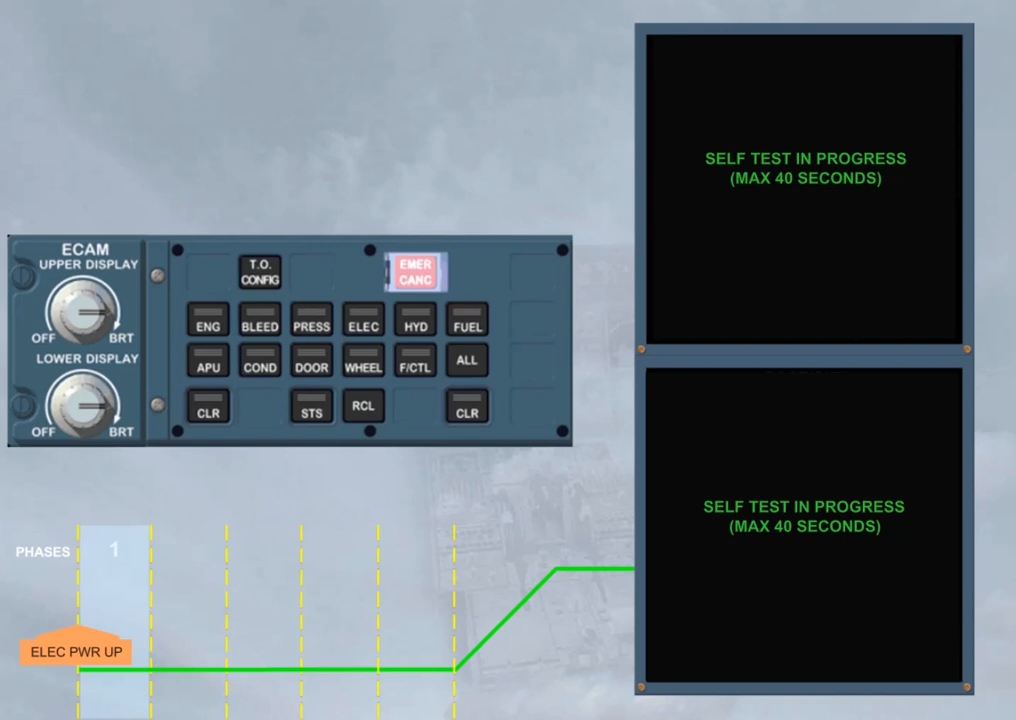 SELF TEST IN PROGRESS
(MAX 40 SECONDS)
ECAM
UPPER DISPLAY
OFF BRT
LOWER DISPLAY
OFF BRT
T.O.
CONFIG
EMER
CANC
ENG BLEED PRESS ELEC HYD FUEL
APU COND DOOR WHEEL F/CTL ALL
CLR STS RCL CLR
SELF TEST IN PROGRESS
(MAX 40 SECONDS)
PHASES 1
ELEC PWR UP